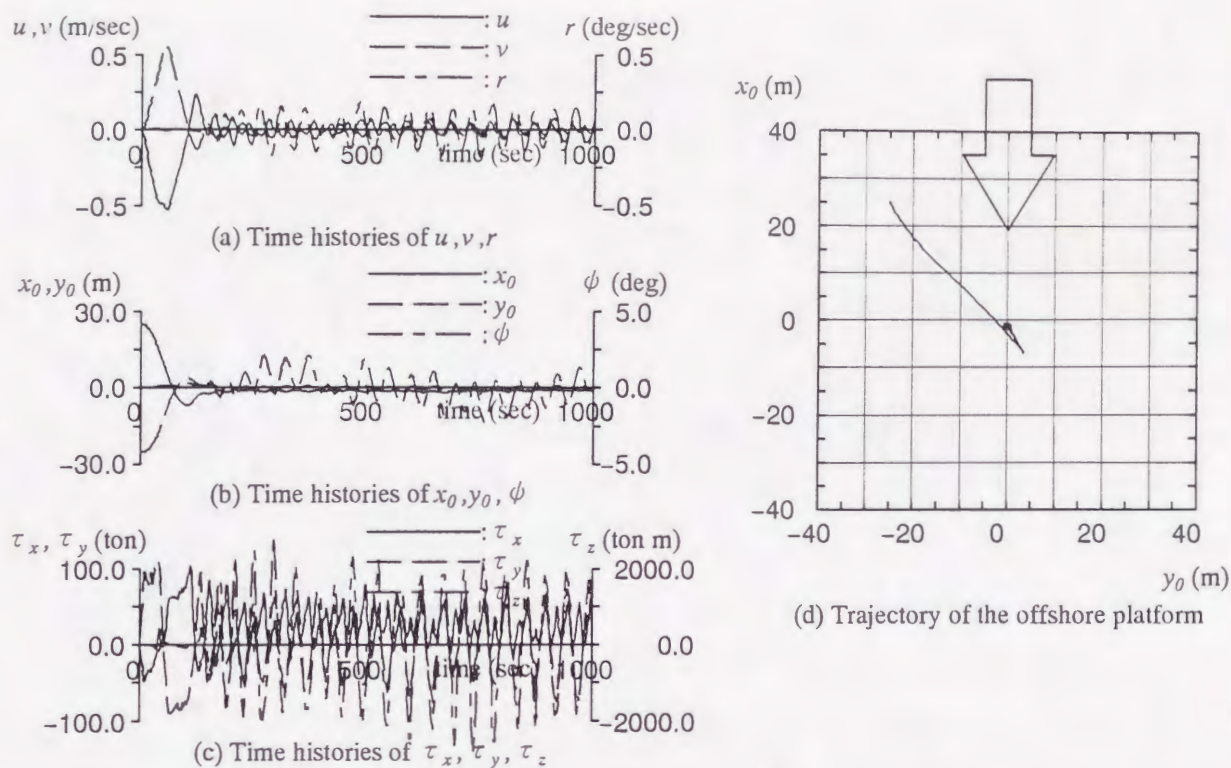 u, v (m/sec)
: u
: v
: r
r (deg/sec)
0.5
0.0
-0.5
0.5
0.0
-0.5
0
500
time (sec)
1000
(a) Time histories of u, v, r
x0, y0 (m)
: x0
: y0
: ψ
ψ (deg)
30.0
0.0
-30.0
5.0
0.0
-5.0
0
500
time (sec)
1000
(b) Time histories of x0, y0, ψ
τx, τy (ton)
: τx
: τy
: τz
τz (ton m)
100.0
0.0
-100.0
2000.0
0.0
-2000.0
0
500
time (sec)
1000
(c) Time histories of τx, τy, τz
x0 (m)
40
20
0
-20
-40
-40
-20
0
20
40
y0 (m)
(d) Trajectory of the offshore platform